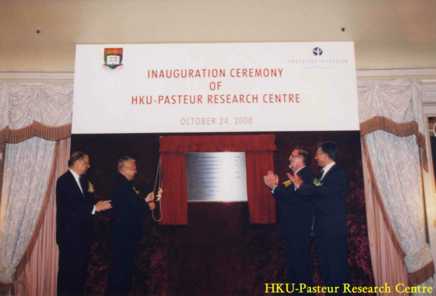 INAUGURATION CEREMONY
OF
HKU-PASTEUR RESEARCH CENTRE
OCTOBER 24, 2000
HKU-Pasteur Research Centre